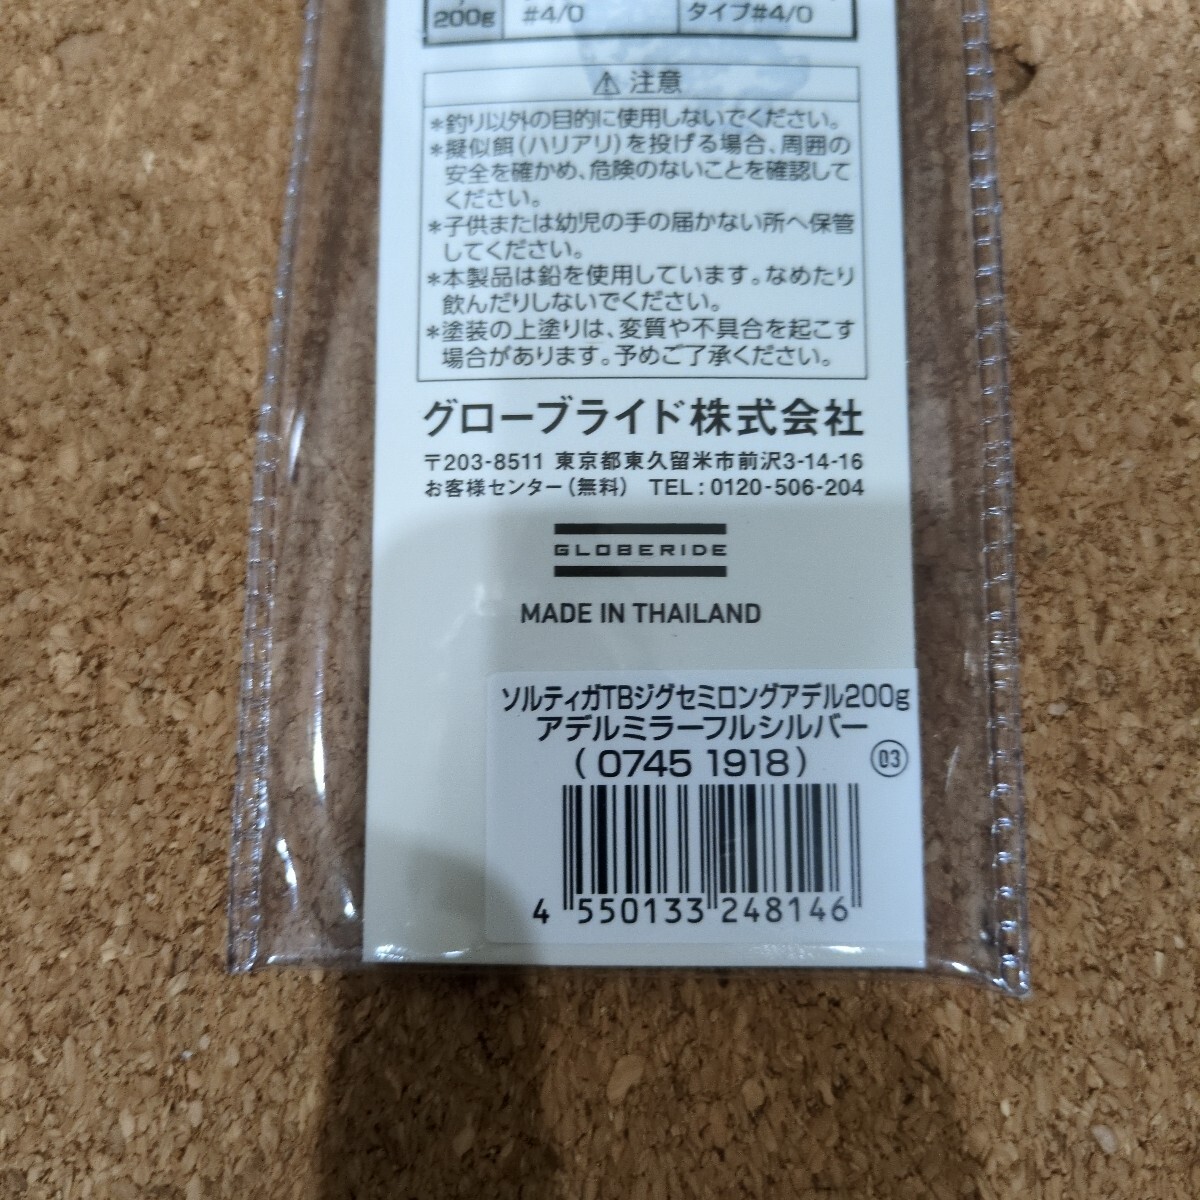 200g
#4/0
タイプ#4/0
⚠ 注意
*釣り以外の目的に使用しないでください。
*擬似餌(ハリアリ)を投げる場合、周囲の
安全を確かめ、危険のないことを確認して
ください。
*子供または幼児の手の届かない所へ保管
してください。
*本製品は鉛を使用しています。なめたり
飲んだりしないでください。
*塗装の上塗りは、変質や不具合を起こす
場合があります。予めご了承ください。
グローブライド株式会社
〒203-8511 東京都東久留米市前沢3-14-16
お客様センター(無料) TEL:0120-506-204
GLOBERIDE
MADE IN THAILAND
ソルティガTBジグセミロングアデル200g
アデルミラーフルシルバー
(0745 1918) 03
4 550133 248146